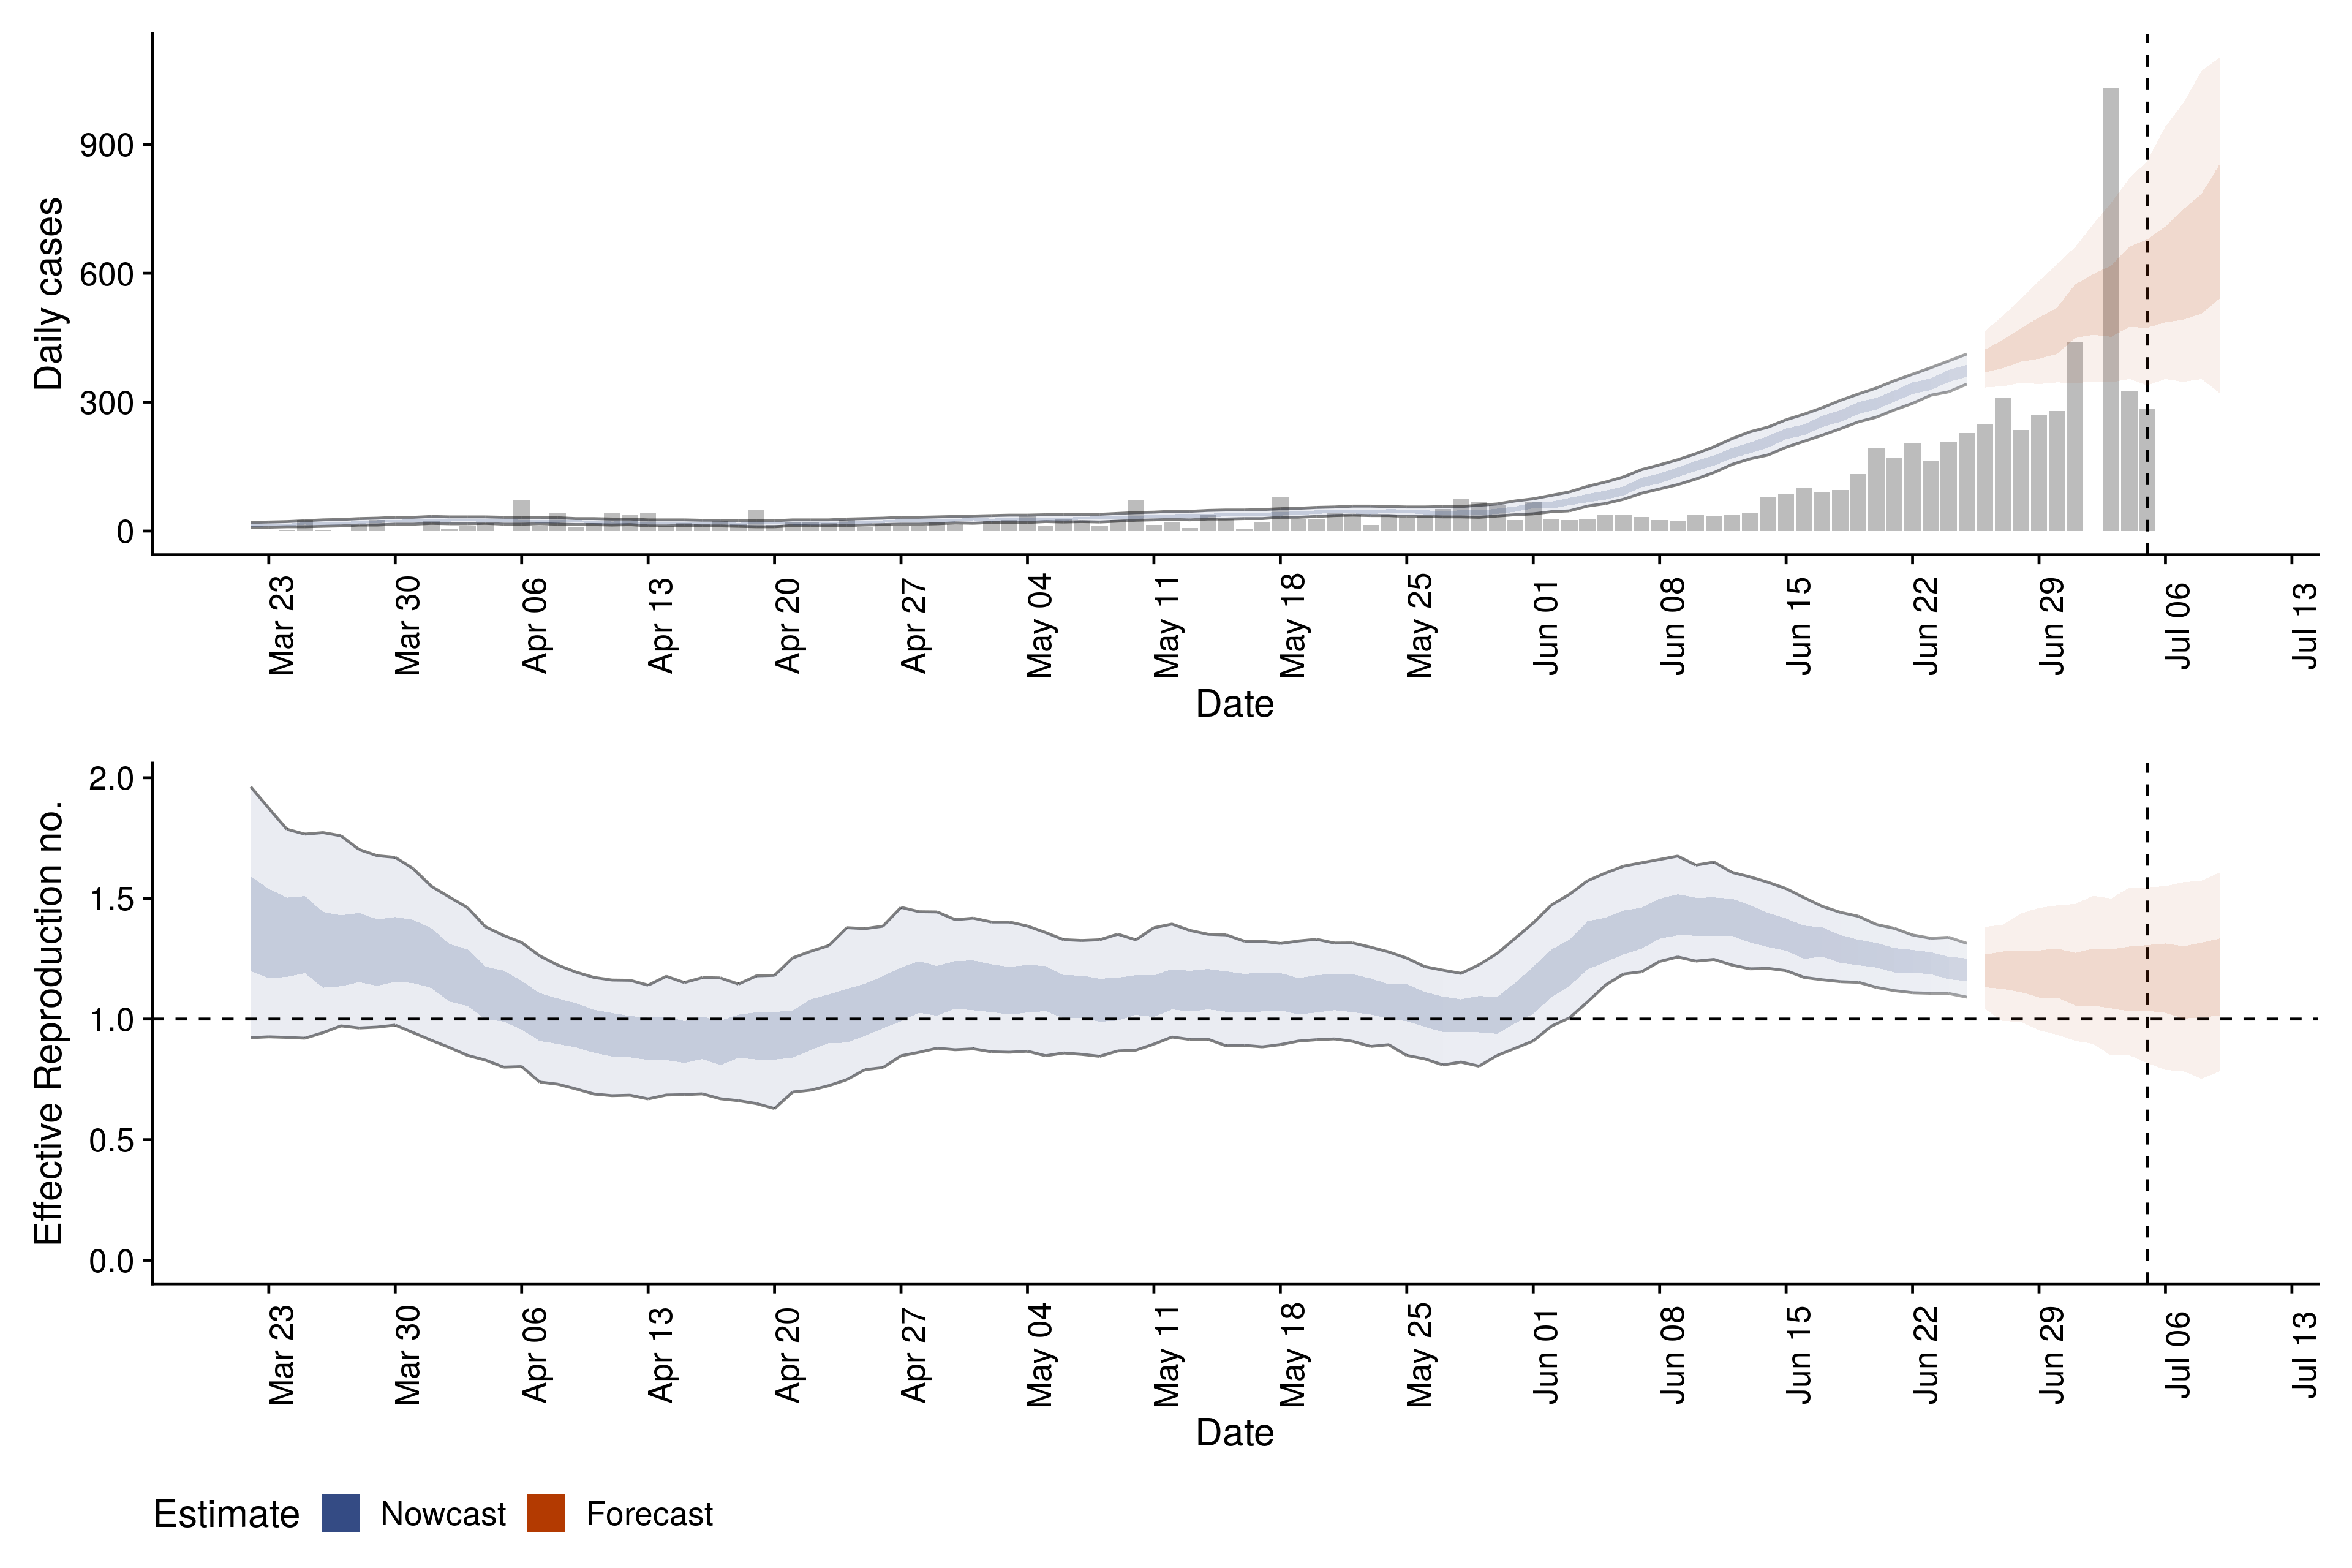 Daily cases
900
600
300
0
Mar 23
Mar 30
Apr 06
Apr 13
Apr 20
Apr 27
May 04
May 11
May 18
May 25
Jun 01
Jun 08
Jun 15
Jun 22
Jun 29
Jul 06
Jul 13
Date
Effective Reproduction no.
2.0
1.5
1.0
0.5
0.0
Mar 23
Mar 30
Apr 06
Apr 13
Apr 20
Apr 27
May 04
May 11
May 18
May 25
Jun 01
Jun 08
Jun 15
Jun 22
Jun 29
Jul 06
Jul 13
Date
Estimate Nowcast Forecast